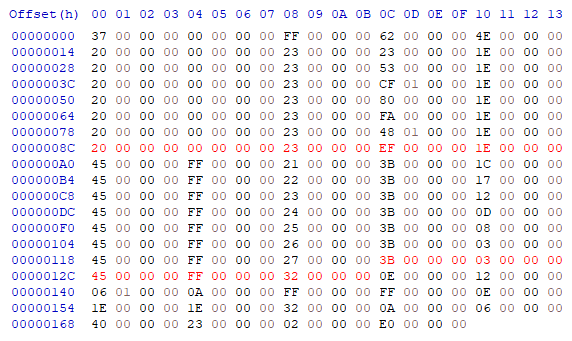 Offset(h) 00 01 02 03 04 05 06 07 08 09 0A 0B 0C 0D 0E 0F 10 11 12 13
00000000 37 00 00 00 00 00 00 00 FF 00 00 00 62 00 00 00 4E 00 00 00
00000014 20 00 00 00 00 00 00 00 23 00 00 00 23 00 00 00 1E 00 00 00
00000028 20 00 00 00 00 00 00 00 23 00 00 00 53 00 00 00 1E 00 00 00
0000003C 20 00 00 00 00 00 00 00 23 00 00 00 CF 01 00 00 1E 00 00 00
00000050 20 00 00 00 00 00 00 00 23 00 00 00 80 00 00 00 1E 00 00 00
00000064 20 00 00 00 00 00 00 00 23 00 00 00 FA 00 00 00 1E 00 00 00
00000078 20 00 00 00 00 00 00 00 23 00 00 00 48 01 00 00 1E 00 00 00
0000008C 20 00 00 00 00 00 00 00 23 00 00 00 EF 00 00 00 1E 00 00 00
000000A0 45 00 00 00 FF 00 00 00 21 00 00 00 3B 00 00 00 1C 00 00 00
000000B4 45 00 00 00 FF 00 00 00 22 00 00 00 3B 00 00 00 17 00 00 00
000000C8 45 00 00 00 FF 00 00 00 23 00 00 00 3B 00 00 00 12 00 00 00
000000DC 45 00 00 00 FF 00 00 00 24 00 00 00 3B 00 00 00 0D 00 00 00
000000F0 45 00 00 00 FF 00 00 00 25 00 00 00 3B 00 00 00 08 00 00 00
00000104 45 00 00 00 FF 00 00 00 26 00 00 00 3B 00 00 00 03 00 00 00
00000118 45 00 00 00 FF 00 00 00 27 00 00 00 3B 00 00 00 03 00 00 00
0000012C 45 00 00 00 FF 00 00 00 32 00 00 00 0E 00 00 00 12 00 00 00
00000140 06 01 00 00 0A 00 00 00 FF 00 00 00 FF 00 00 00 0E 00 00 00
00000154 1E 00 00 00 1E 00 00 00 32 00 00 00 0A 00 00 00 06 00 00 00
00000168 40 00 00 00 23 00 00 00 02 00 00 00 E0 00 00 00